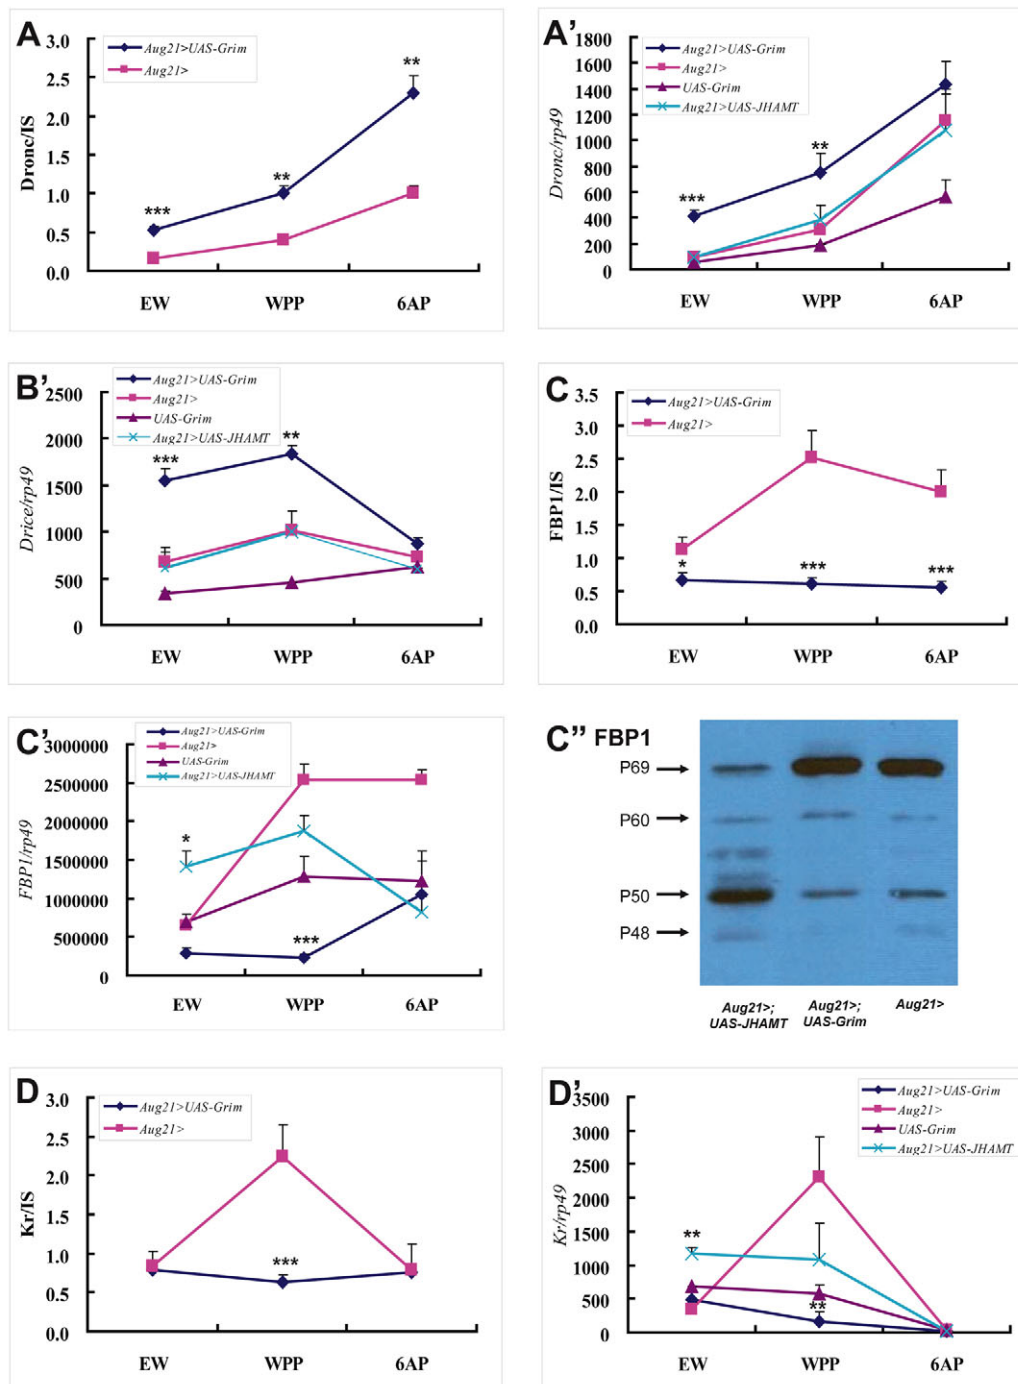 A
Dronc/IS
3.0
2.5
2.0
1.5
1.0
0.5
0.0
Aug21>UAS-Grim
Aug21>
***
**
**
EW WPP 6AP
A'
Dronc/rp49
1800
1600
1400
1200
1000
800
600
400
200
0
Aug21>UAS-Grim
Aug21>
UAS-Grim
Aug21>UAS-JHAMT
***
**
EW WPP 6AP
B'
Drice/rp49
2500
2000
1500
1000
500
0
Aug21>UAS-Grim
Aug21>
UAS-Grim
Aug21>UAS-JHAMT
***
**
EW WPP 6AP
C
FBP1/IS
3.5
3.0
2.5
2.0
1.5
1.0
0.5
0.0
Aug21>UAS-Grim
Aug21>
*
***
***
EW WPP 6AP
C'
FBP1/rp49
3000000
2500000
2000000
1500000
1000000
500000
0
Aug21>UAS-Grim
Aug21>
UAS-Grim
Aug21>UAS-JHAMT
*
***
EW WPP 6AP
C" FBP1
P69
P60
P50
P48
Aug21>;
UAS-JHAMT
Aug21>;
UAS-Grim
Aug21>
D
Kr/IS
3.0
2.5
2.0
1.5
1.0
0.5
0.0
Aug21>UAS-Grim
Aug21>
***
EW WPP 6AP
D'
Kr/rp49
3500
3000
2500
2000
1500
1000
500
0
Aug21>UAS-Grim
Aug21>
UAS-Grim
Aug21>UAS-JHAMT
**
**
EW WPP 6AP